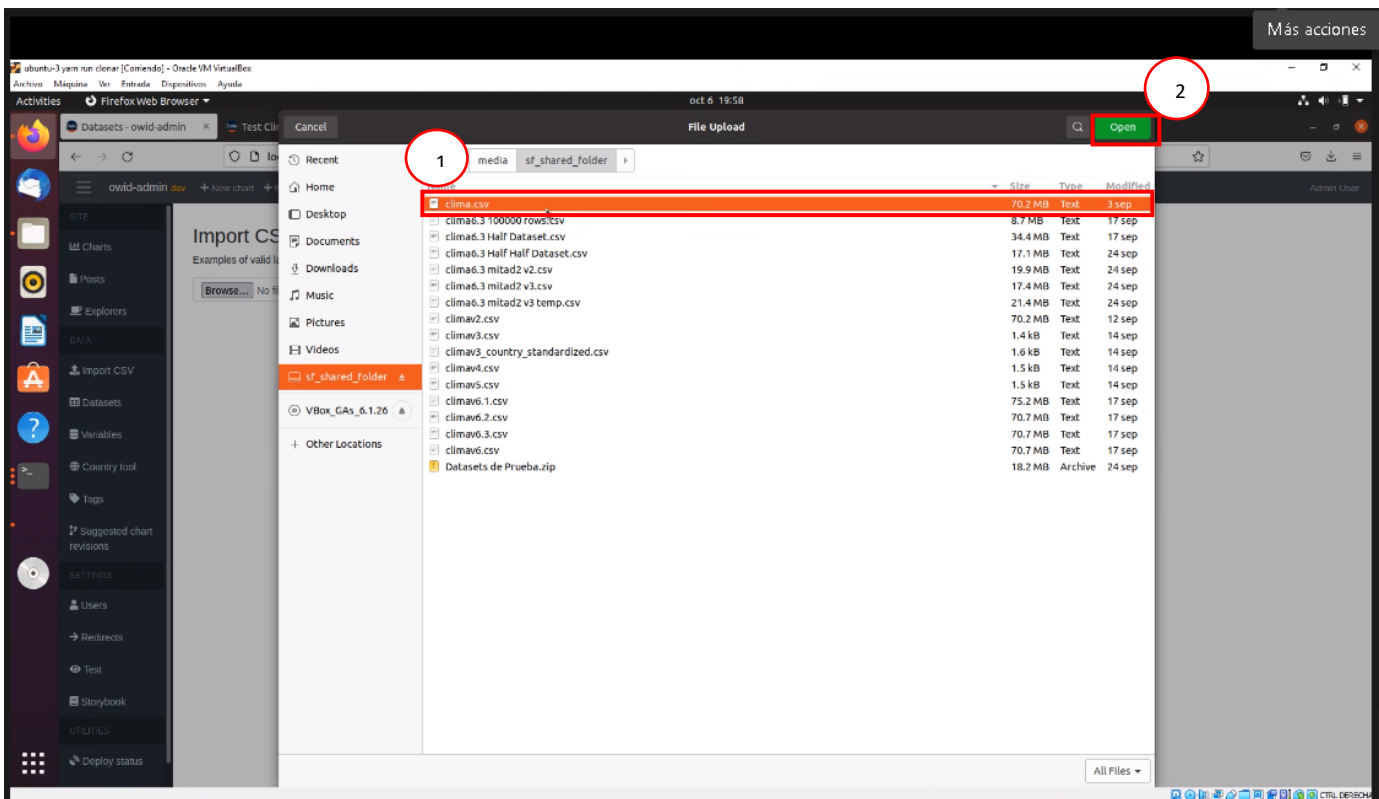 Más acciones
ubuntu-3 yarn run clonar [Corriendo] - Oracle VM VirtualBox
Archivo Máquina Ver Entrada Dispositivos Ayuda
Activities Firefox Web Browser oct 6 19:58
2
Datasets - owid-admin Test Clir
Cancel File Upload Open
1
media sf_shared_folder
owid-admin dev + New chart
Admin User
Name Size Type Modified
Recent
Home
Desktop
Documents
Downloads
Music
Pictures
Videos
sf_shared_folder
VBox_GAs_6.1.26
+ Other Locations
clima.csv 70.2 MB Text 3 sep
clima6.3 100000 rows.csv 8.7 MB Text 17 sep
clima6.3 Half Dataset.csv 34.4 MB Text 17 sep
clima6.3 Half Half Dataset.csv 17.1 MB Text 24 sep
clima6.3 mitad2 v2.csv 19.9 MB Text 24 sep
clima6.3 mitad2 v3.csv 17.4 MB Text 24 sep
clima6.3 mitad2 v3 temp.csv 21.4 MB Text 24 sep
climav2.csv 70.2 MB Text 12 sep
climav3.csv 1.4 kB Text 14 sep
climav3_country_standardized.csv 1.6 kB Text 14 sep
climav4.csv 1.5 kB Text 14 sep
climav5.csv 1.5 kB Text 14 sep
climav6.1.csv 75.2 MB Text 17 sep
climav6.2.csv 70.7 MB Text 17 sep
climav6.3.csv 70.7 MB Text 17 sep
climav6.csv 70.7 MB Text 17 sep
Datasets de Prueba.zip 18.2 MB Archive 24 sep
All Files
SITE
Charts
Posts
Explorers
DATA
Import CSV
Datasets
Variables
Country tool
Tags
Suggested chart
revisions
SETTINGS
Users
Redirects
Test
Storybook
UTILITIES
Deploy status
Import CS
Examples of valid la
Browse... No fi
CTRL DERECHA